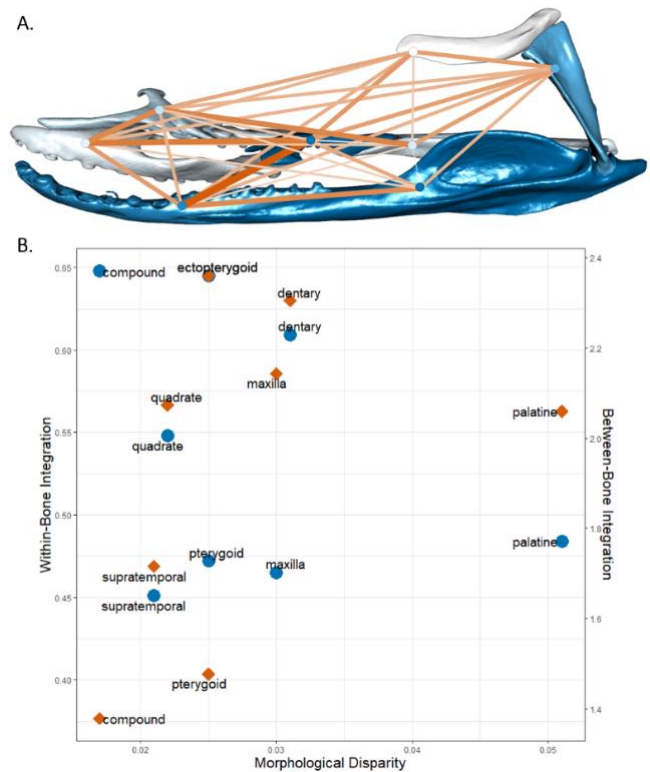 A.
B.
0.65
2.4
compound
ectopterygoid
dentary
dentary
0.60
2.2
maxilla
quadrate
palatine
0.55
2.0
quadrate
Within-Bone Integration
Between-Bone Integration
0.50
palatine
1.8
pterygoid
maxilla
supratemporal
0.45
supratemporal
1.6
pterygoid
0.40
compound
1.4
0.02
0.03
0.04
0.05
Morphological Disparity